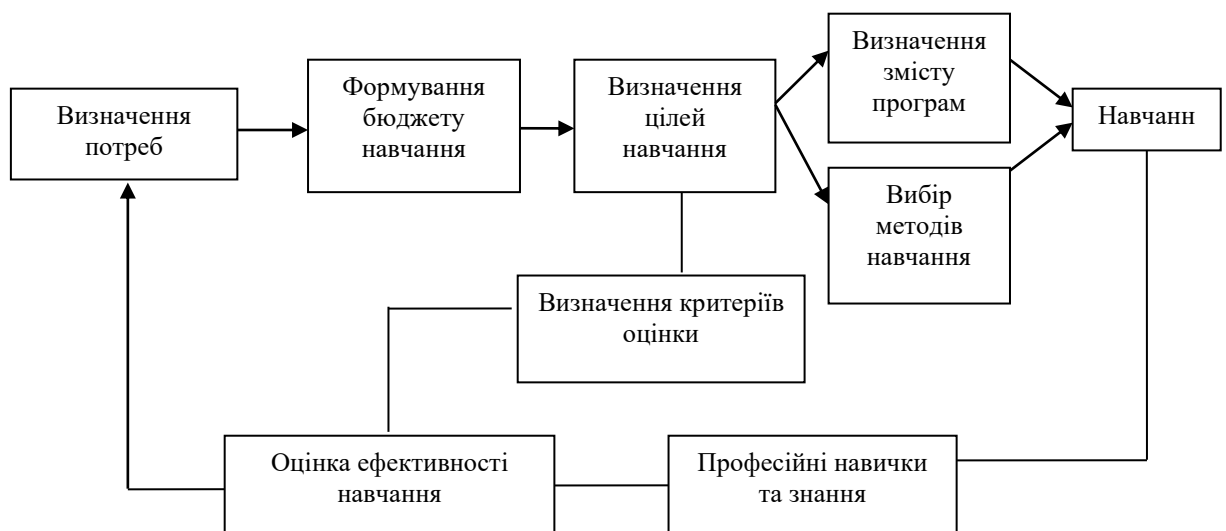 Визначення
потреб
Формування
бюджету
навчання
Визначення
цілей
навчання
Визначення
змісту
програм
Вибір
методів
навчання
Навчанн
Визначення критеріїв
оцінки
Оцінка ефективності
навчання
Професійні навички
та знання